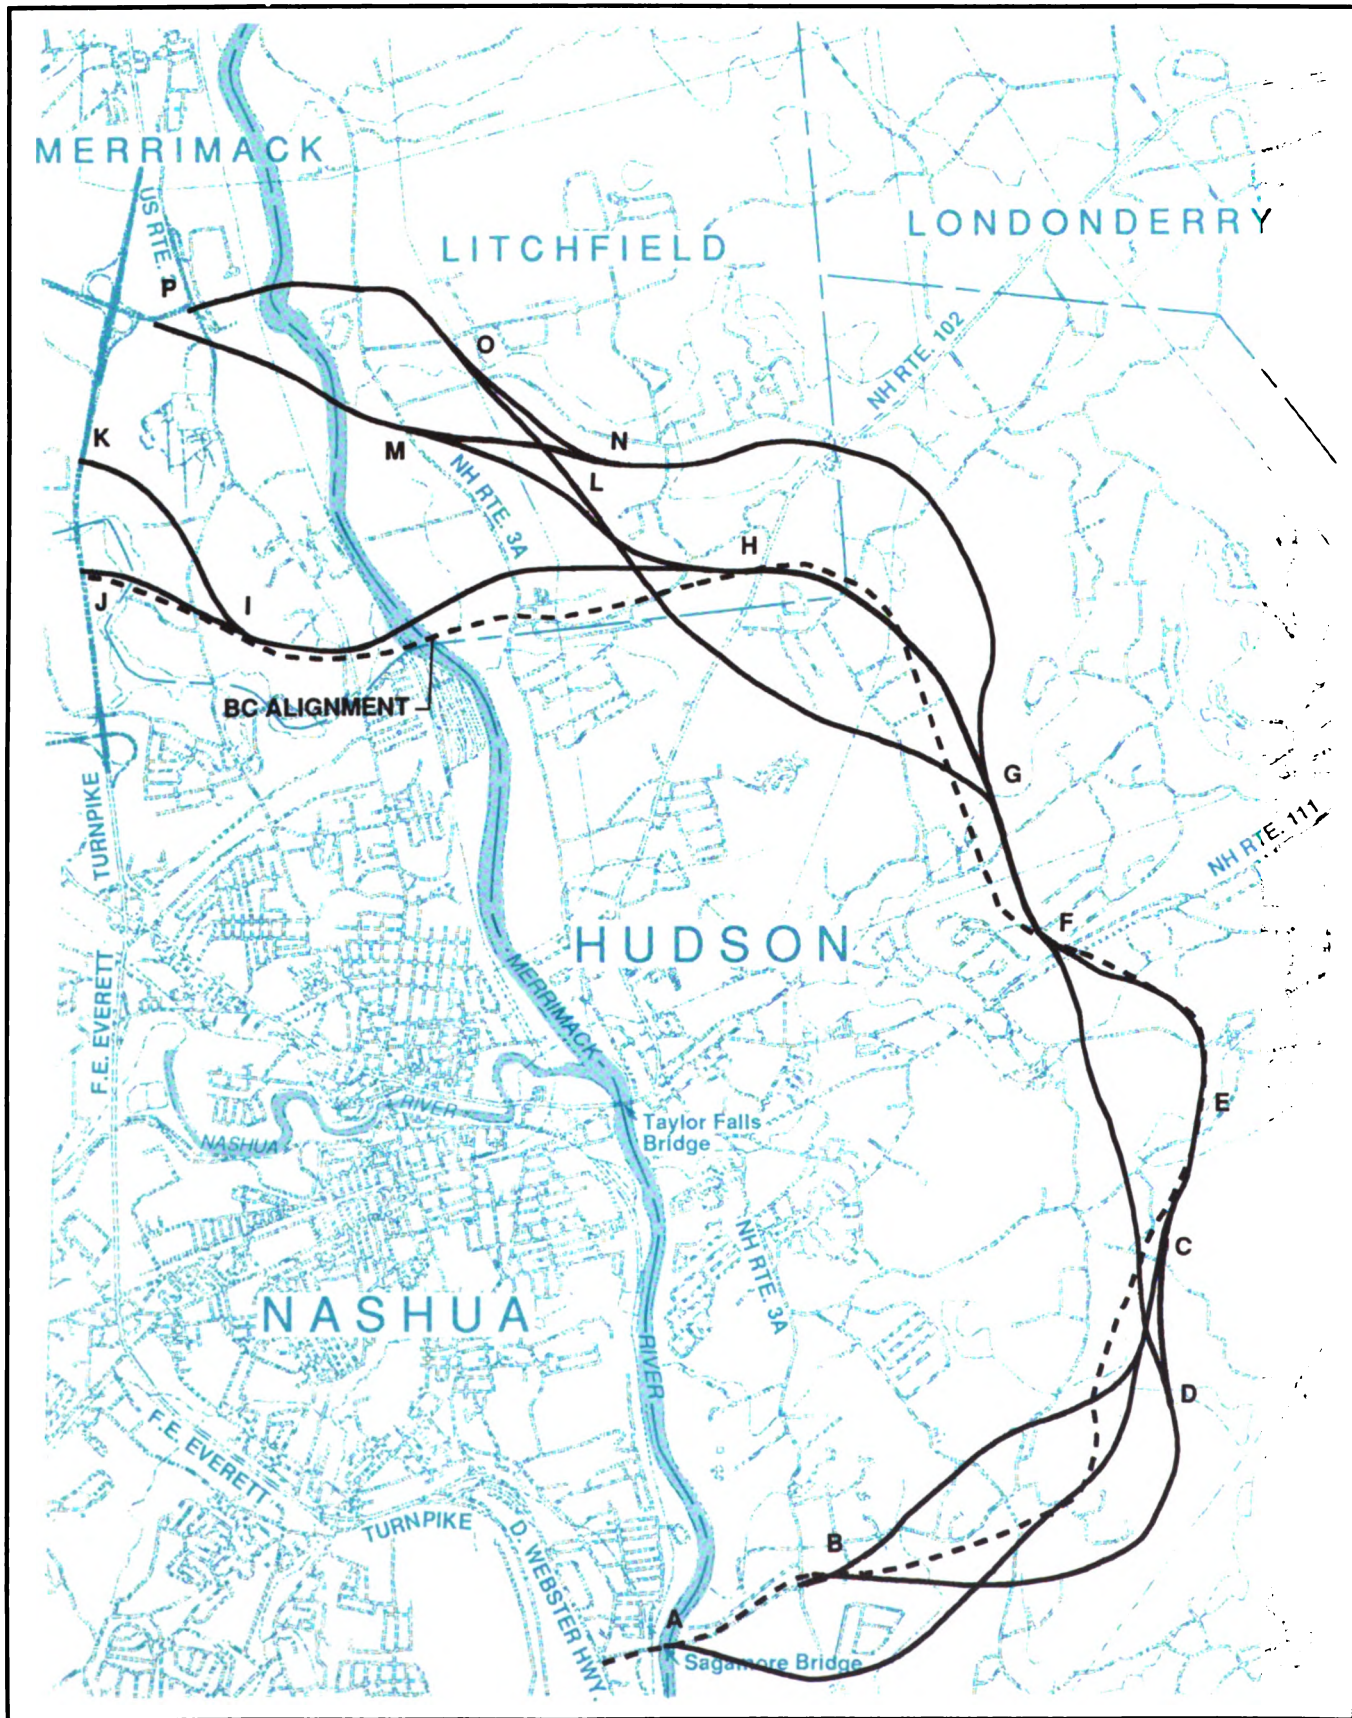 MERRIMACK
US RTE. 3
LITCHFIELD
LONDONDERRY
P
O
NH RTE. 102
K
M
N
L
NH RTE. 3A
H
J
I
BC ALIGNMENT
G
TURNPIKE
NH RTE. 111
F
HUDSON
F.E. EVERETT
MERRIMACK
E
RIVER
NASHUA
Taylor Falls
Bridge
NH RTE. 3A
C
NASHUA
RIVER
D
F.E. EVERETT
TURNPIKE
D. WEBSTER HWY.
B
A
Sagamore Bridge